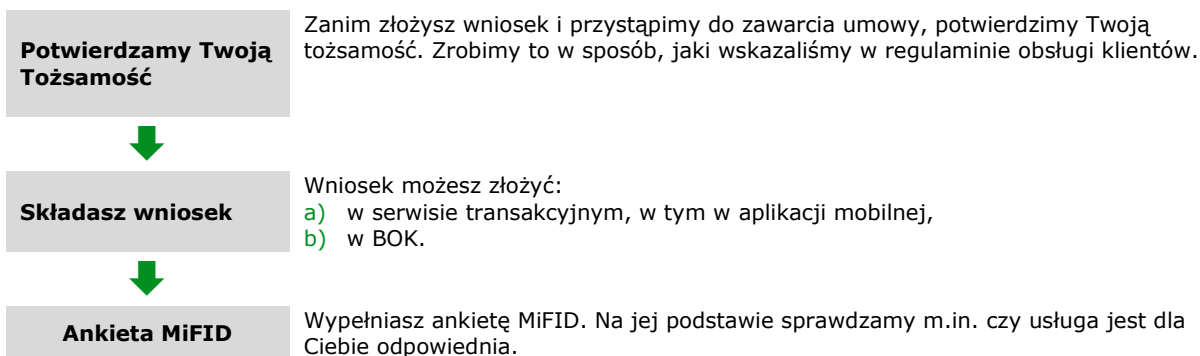 Potwierdzamy Twoją
Tożsamość
Zanim złożysz wniosek i przystąpimy do zawarcia umowy, potwierdzimy Twoją
tożsamość. Zrobimy to w sposób, jaki wskazaliśmy w regulaminie obsługi klientów.
Składasz wniosek
Wniosek możesz złożyć:
a) w serwisie transakcyjnym, w tym w aplikacji mobilnej,
b) w BOK.
Ankieta MiFID
Wypełniasz ankietę MiFID. Na jej podstawie sprawdzamy m.in. czy usługa jest dla
Ciebie odpowiednia.